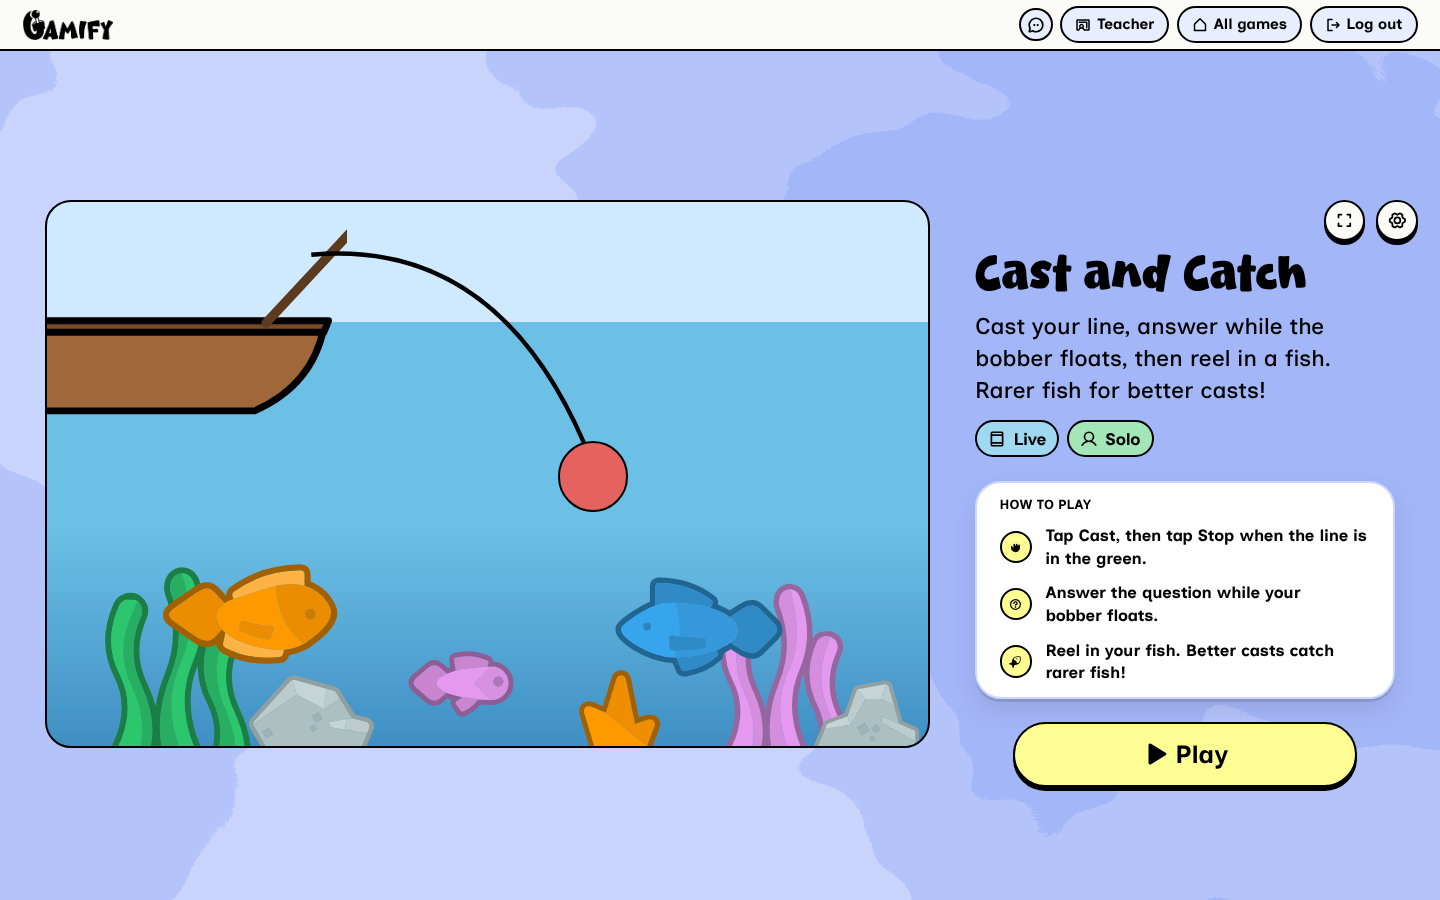 GAMIFY
Teacher
All games
Log out
Cast and Catch
Cast your line, answer while the
bobber floats, then reel in a fish.
Rarer fish for better casts!
Live
Solo
HOW TO PLAY
Tap Cast, then tap Stop when the line is
in the green.
Answer the question while your
bobber floats.
Reel in your fish. Better casts catch
rarer fish!
Play